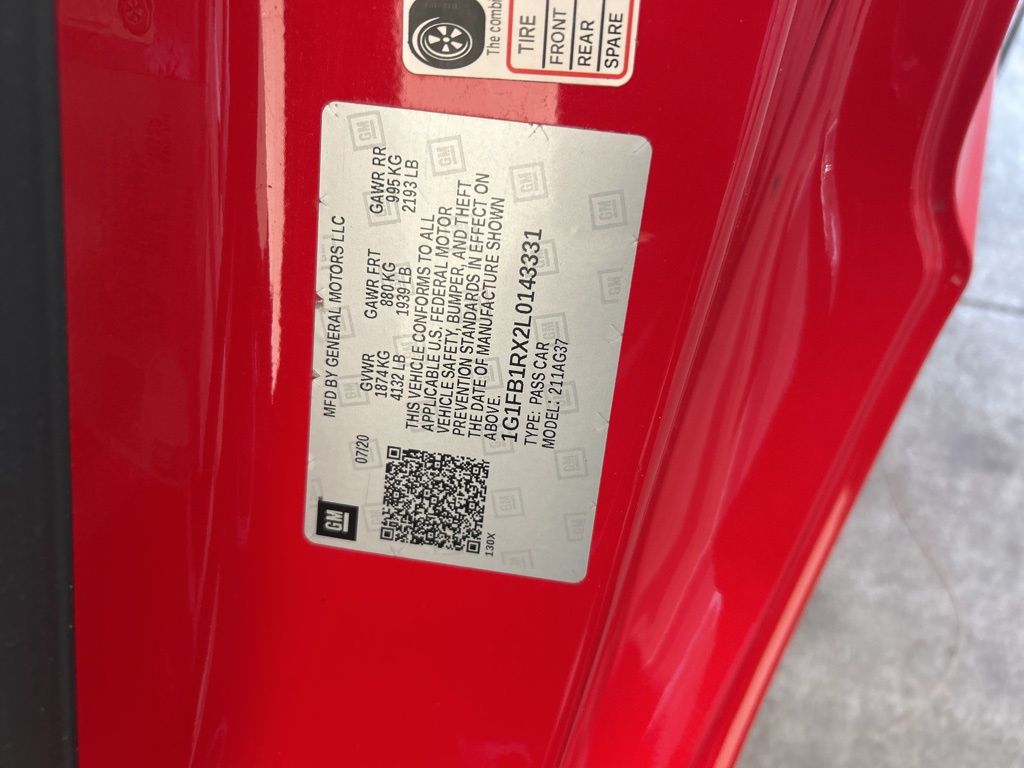 The combi
TIRE
FRONT
REAR
SPARE
MFD BY GENERAL MOTORS LLC
07/20
GVWR GAWR FRT GAWR RR
1874 KG 880 KG 995 KG
4132 LB 1939 LB 2193 LB
THIS VEHICLE CONFORMS TO ALL
APPLICABLE U.S. FEDERAL MOTOR
VEHICLE SAFETY, BUMPER, AND THEFT
PREVENTION STANDARDS IN EFFECT ON
THE DATE OF MANUFACTURE SHOWN
ABOVE.
1G1FB1RX2L0143331
TYPE: PASS CAR
MODEL: 211AG37
GM
130X